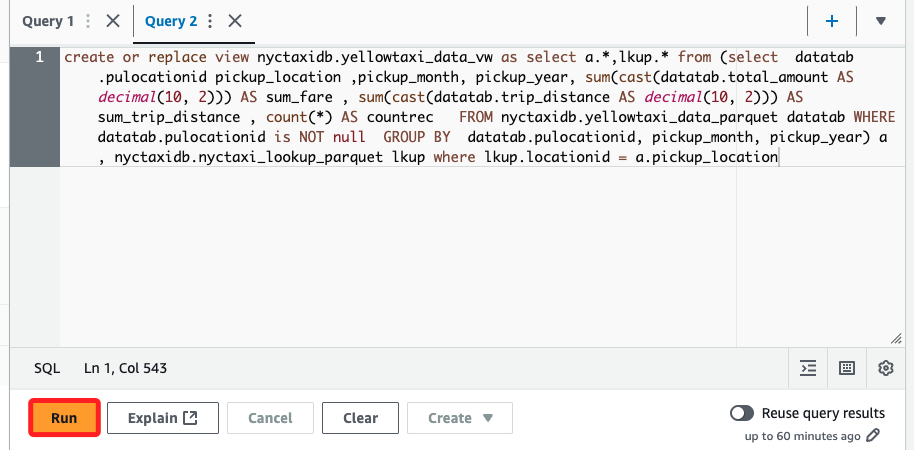 Query 1
Query 2
1 create or replace view nyctaxidb.yellowtaxi_data_vw as select a.*,lkup.* from (select  datatab
.pulocationid pickup_location ,pickup_month, pickup_year, sum(cast(datatab.total_amount AS
decimal(10, 2))) AS sum_fare , sum(cast(datatab.trip_distance AS decimal(10, 2))) AS
sum_trip_distance , count(*) AS countrec   FROM nyctaxidb.yellowtaxi_data_parquet datatab WHERE
datatab.pulocationid is NOT null  GROUP BY  datatab.pulocationid, pickup_month, pickup_year) a
, nyctaxidb.nyctaxi_lookup_parquet lkup where lkup.locationid = a.pickup_location
SQL Ln 1, Col 543
Run Explain Cancel Clear Create
Reuse query results
up to 60 minutes ago